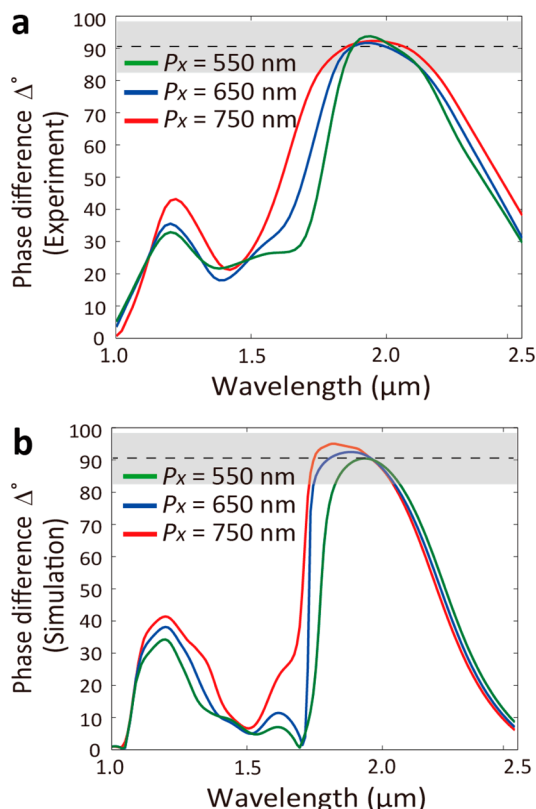 a
100
90
80
70
60
50
40
30
20
10
0
Phase difference Δ°
(Experiment)
Px = 550 nm
Px = 650 nm
Px = 750 nm
1.0 1.5 2.0 2.5
Wavelength (μm)
b
100
90
80
70
60
50
40
30
20
10
00
Phase difference Δ°
(Simulation)
Px = 550 nm
Px = 650 nm
Px = 750 nm
1.0 1.5 2.0 2.5
Wavelength (μm)